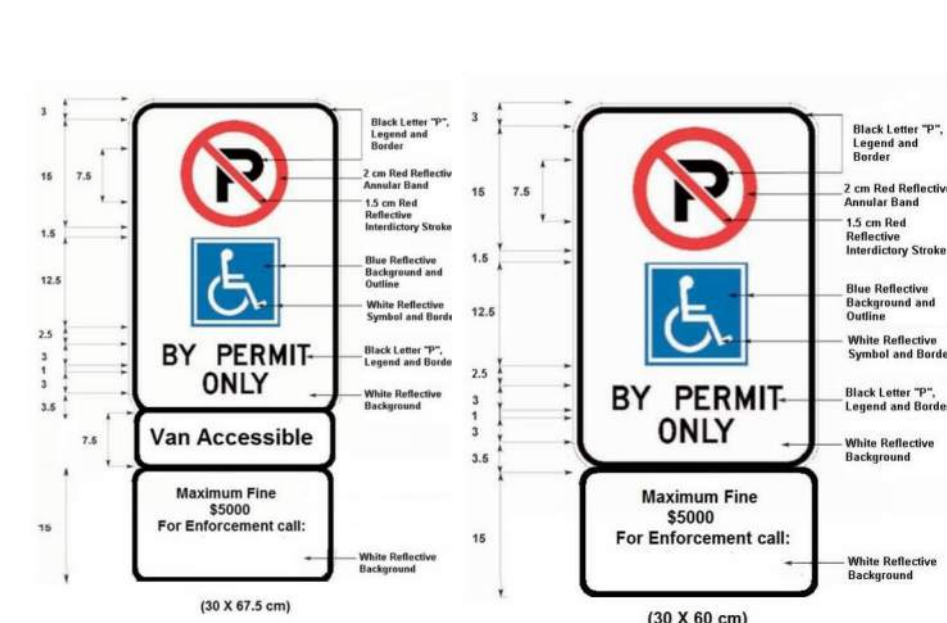 3
15
7.5
1.5
12.5
2.5
3
1
3
3.5
7.5
15
P
BY PERMIT
ONLY
Van Accessible
Maximum Fine
$5000
For Enforcement call:
Black Letter "P",
Legend and
Border
2 cm Red Reflective
Annular Band
1.5 cm Red
Reflective
Interdictory Stroke
Blue Reflective
Background and
Outline
White Reflective
Symbol and Borde
Black Letter "P",
Legend and Borde
White Reflective
Background
White Reflective
Background
(30 X 67.5 cm)
3
15
7.5
1.5
12.5
2.5
3
1
3
3.5
15
P
BY PERMIT
ONLY
Maximum Fine
$5000
For Enforcement call:
Black Letter "P",
Legend and
Border
2 cm Red Reflective
Annular Band
1.5 cm Red
Reflective
Interdictory Stroke
Blue Reflective
Background and
Outline
White Reflective
Symbol and Borde
Black Letter "P",
Legend and Borde
White Reflective
Background
White Reflective
Background
(30 X 60 cm)